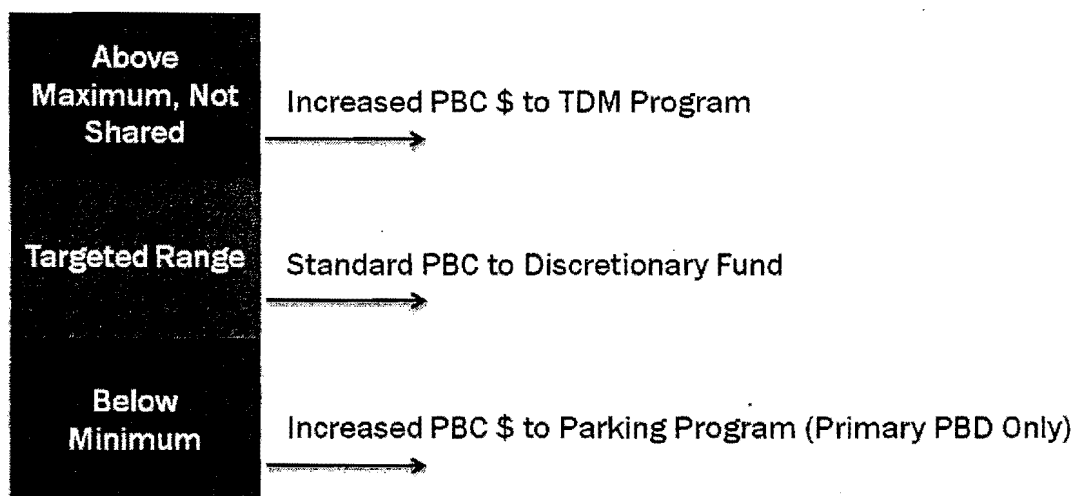 Above
Maximum, Not
Shared
Increased PBC $ to TDM Program
Targeted Range
Standard PBC to Discretionary Fund
Below
Minimum
Increased PBC $ to Parking Program (Primary PBD Only)